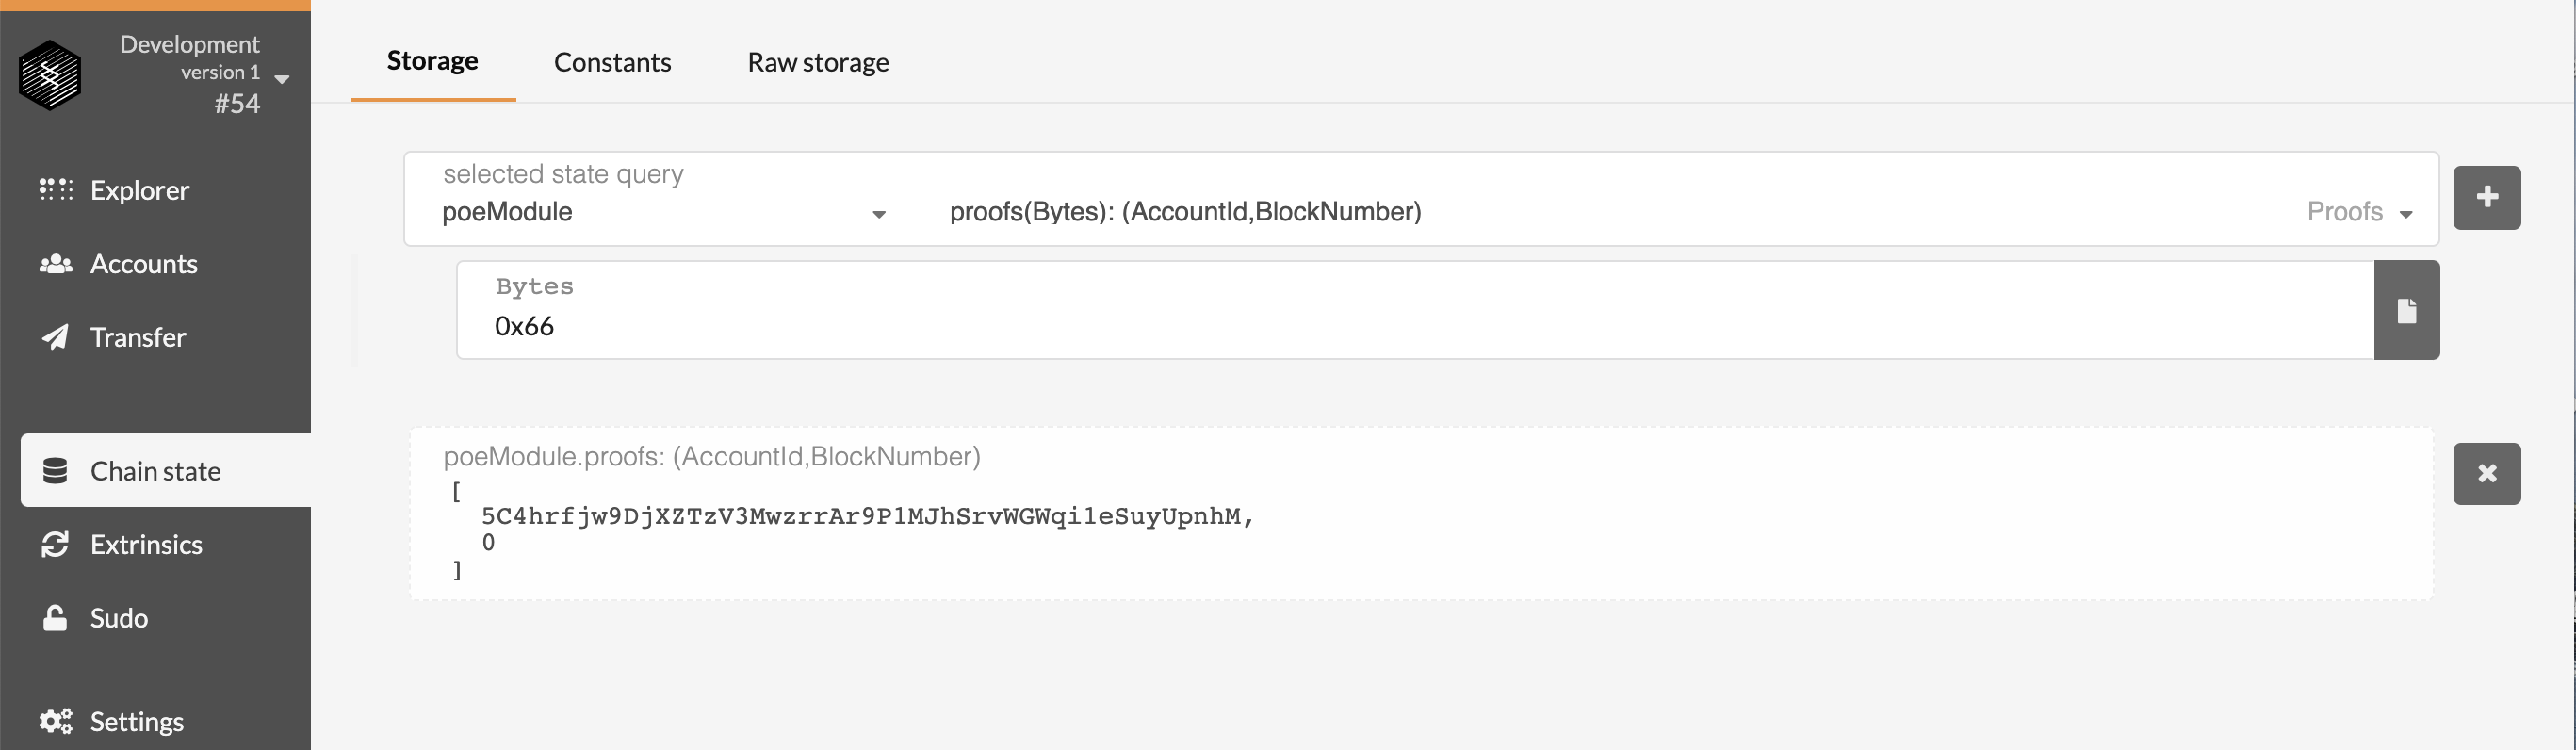 Development
version 1
#54
Explorer
Accounts
Transfer
Chain state
Extrinsics
Sudo
Settings
Storage Constants Raw storage
selected state query
poeModule proofs(Bytes): (AccountId,BlockNumber) Proofs
Bytes
0x66
poeModule.proofs: (AccountId,BlockNumber)
[
5C4hrfjw9DjXZTzV3MwzrrAr9P1MJhSrvWGWqi1eSuyUpnhM,
0
]